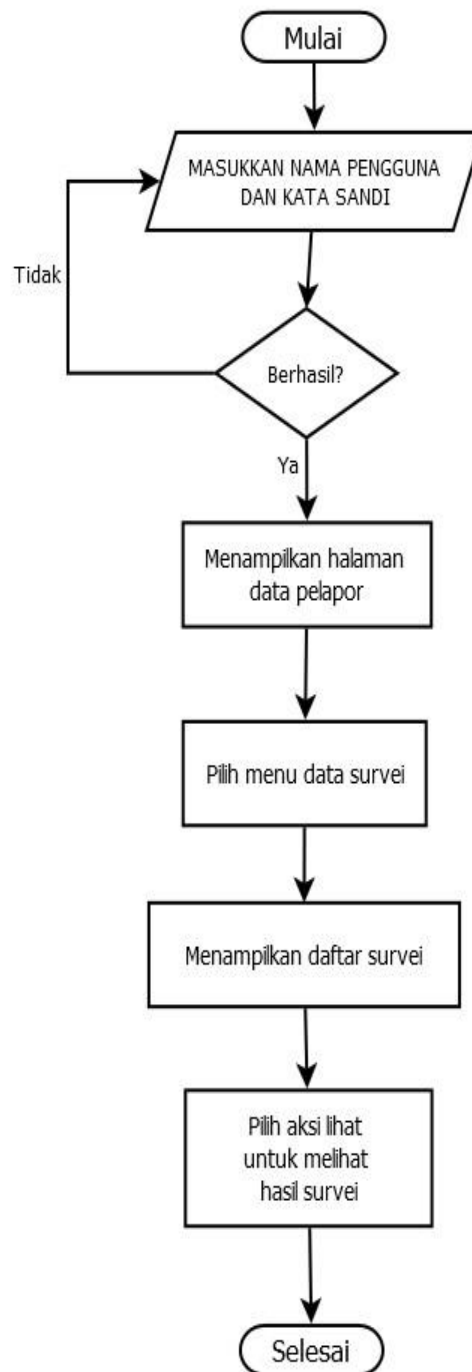 Mulai
MASUKKAN NAMA PENGGUNA
DAN KATA SANDI
Tidak
Berhasil?
Ya
Menampilkan halaman
data pelapor
Pilih menu data survei
Menampilkan daftar survei
Pilih aksi lihat
untuk melihat
hasil survei
Selesai